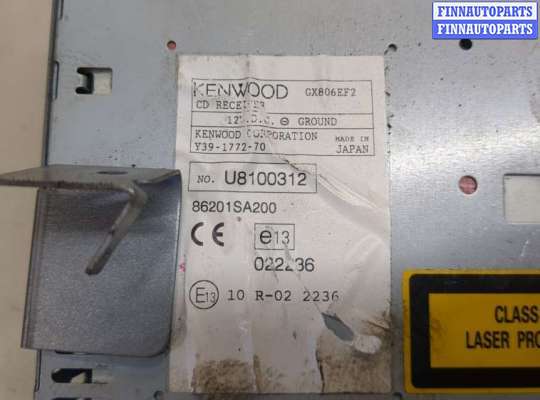 FINNAUTOPARTS
FINNAUTOPARTS
KENWOOD GX806EF2
CD RECEIVER
12V.D.C. ⊖ GROUND
KENWOOD CORPORATION MADE IN
Y39-1772-70 JAPAN
NO. U8100312
86201SA200
CE e13
022236
E13 10 R-02 2236
CLASS
LASER PRO